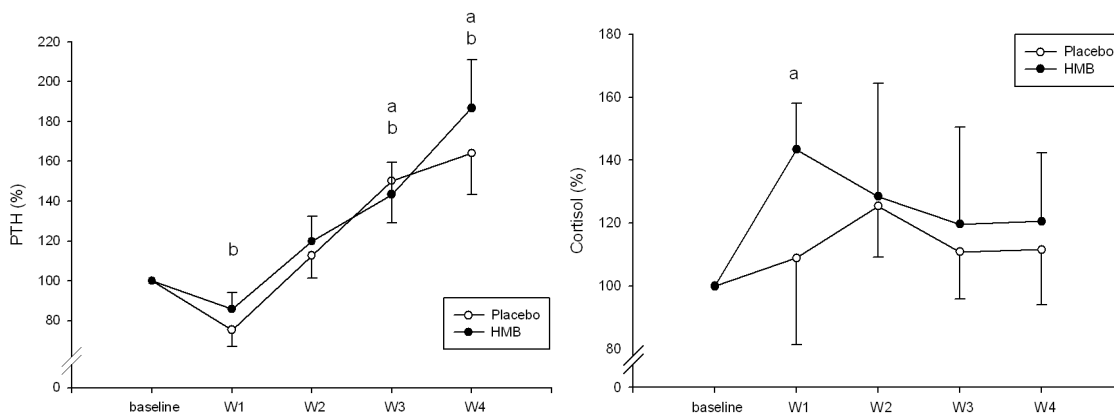 PTH (%)
220
200
180
160
140
120
100
80
0
b
a
b
a
b
Placebo
HMB
baseline
W1
W2
W3
W4
Cortisol (%)
180
160
140
120
100
80
0
a
Placebo
HMB
baseline
W1
W2
W3
W4